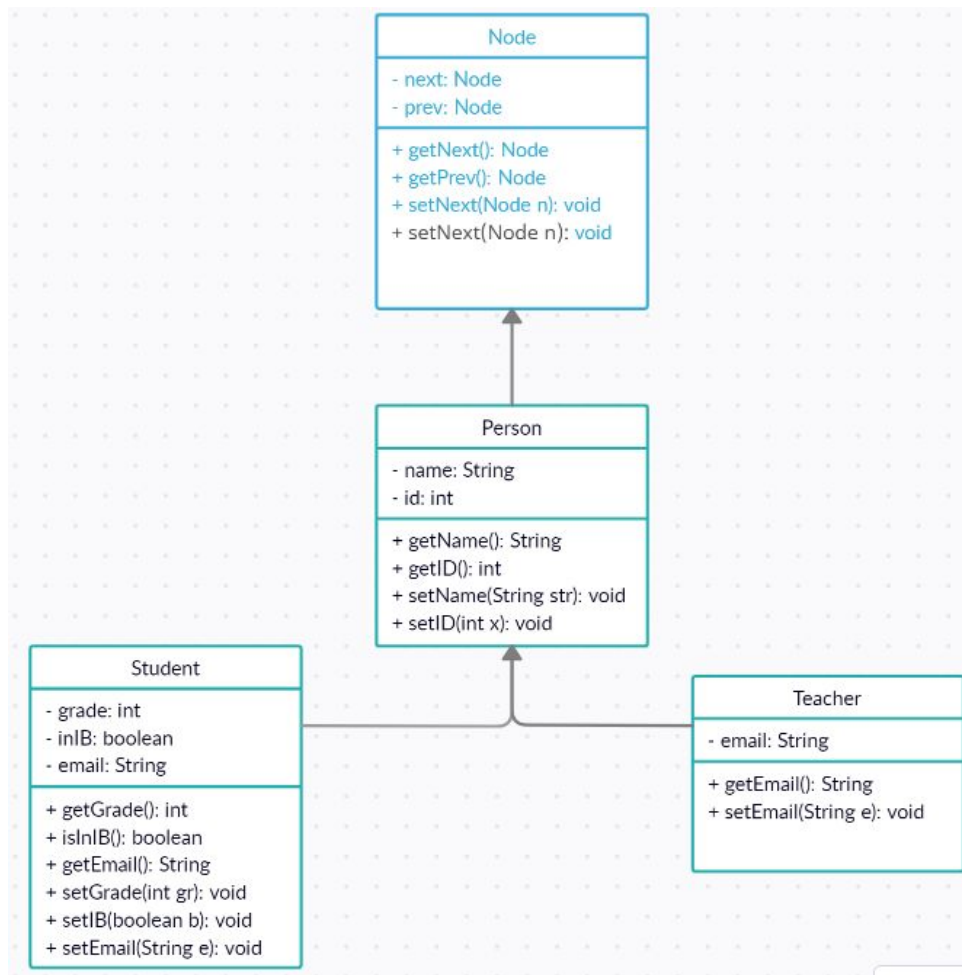 Node
- next: Node
- prev: Node
+ getNext(): Node
+ getPrev(): Node
+ setNext(Node n): void
+ setNext(Node n): void
Person
- name: String
- id: int
+ getName(): String
+ getID(): int
+ setName(String str): void
+ setID(int x): void
Student
- grade: int
- inIB: boolean
- email: String
+ getGrade(): int
+ isInIB(): boolean
+ getEmail(): String
+ setGrade(int gr): void
+ setIB(boolean b): void
+ setEmail(String e): void
Teacher
- email: String
+ getEmail(): String
+ setEmail(String e): void